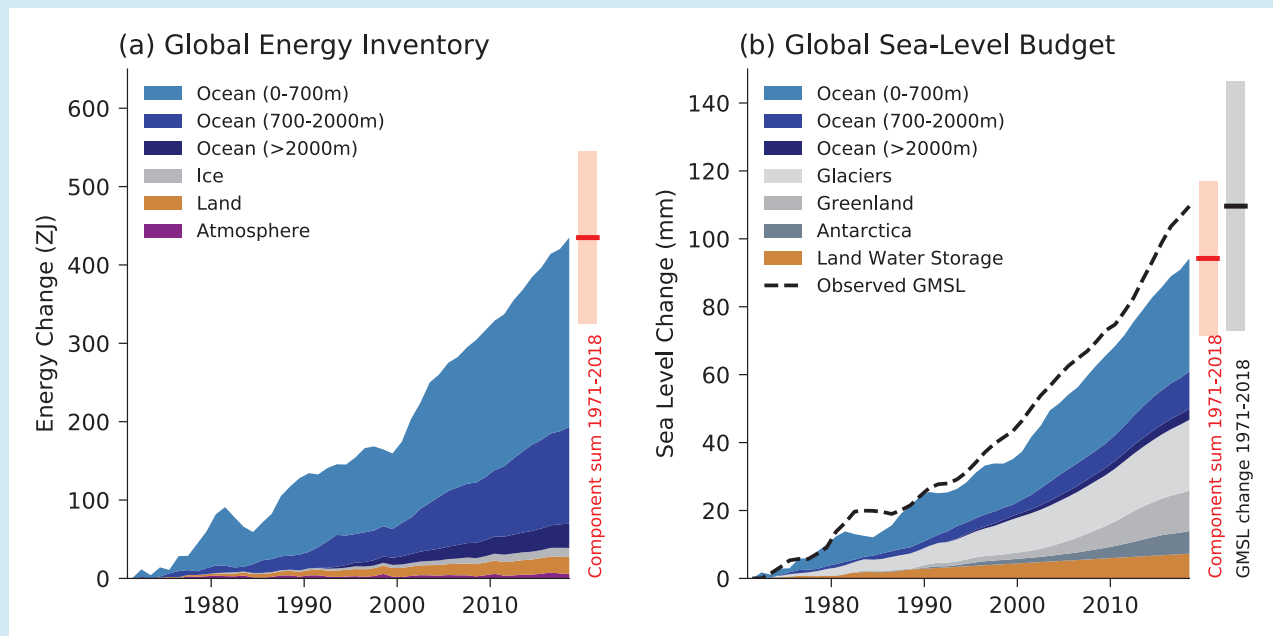 (a) Global Energy Inventory
Energy Change (ZJ)
600
500
400
300
200
100
0
1980
1990
2000
2010
Ocean (0-700m)
Ocean (700-2000m)
Ocean (>2000m)
Ice
Land
Atmosphere
Component sum 1971-2018
(b) Global Sea-Level Budget
Sea Level Change (mm)
140
120
100
80
60
40
20
0
1980
1990
2000
2010
Ocean (0-700m)
Ocean (700-2000m)
Ocean (>2000m)
Glaciers
Greenland
Antarctica
Land Water Storage
Observed GMSL
Component sum 1971-2018
GMSL change 1971-2018